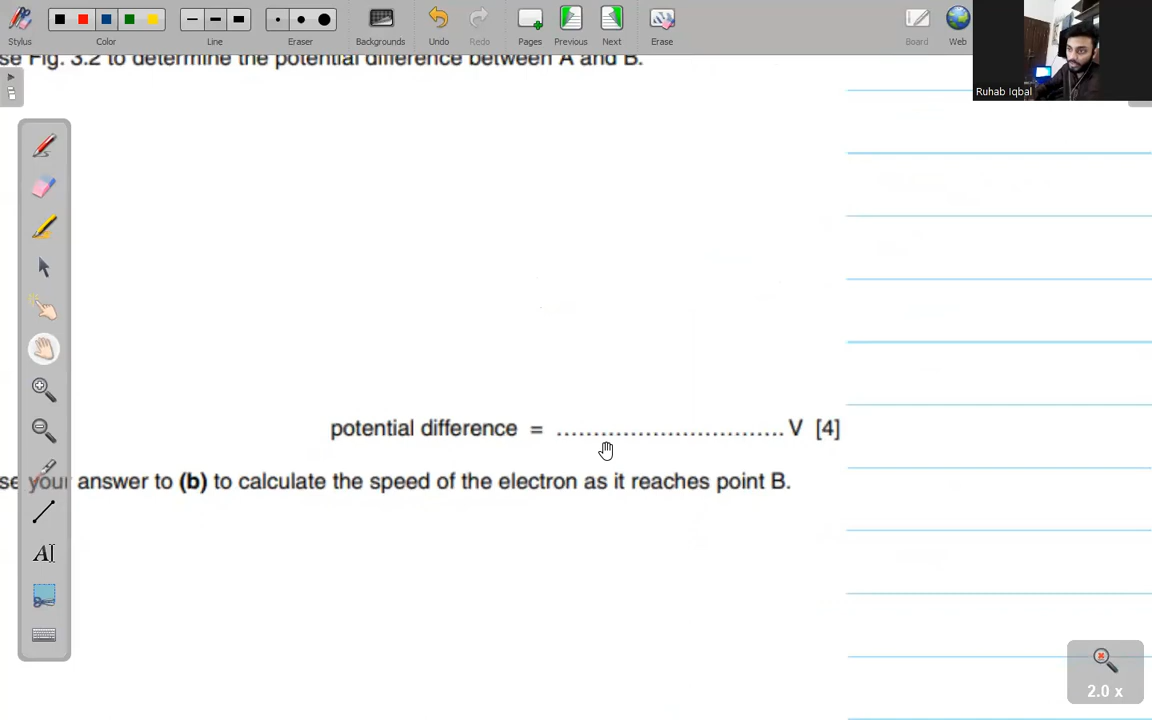 Stylus Color Line Eraser Backgrounds Undo Redo Pages Previous Next Erase Board Web
Ruhab Iqbal
se Fig. 3.2 to determine the potential difference between A and B.
potential difference = .............................. V [4]
se your answer to (b) to calculate the speed of the electron as it reaches point B.
A
2.0 x